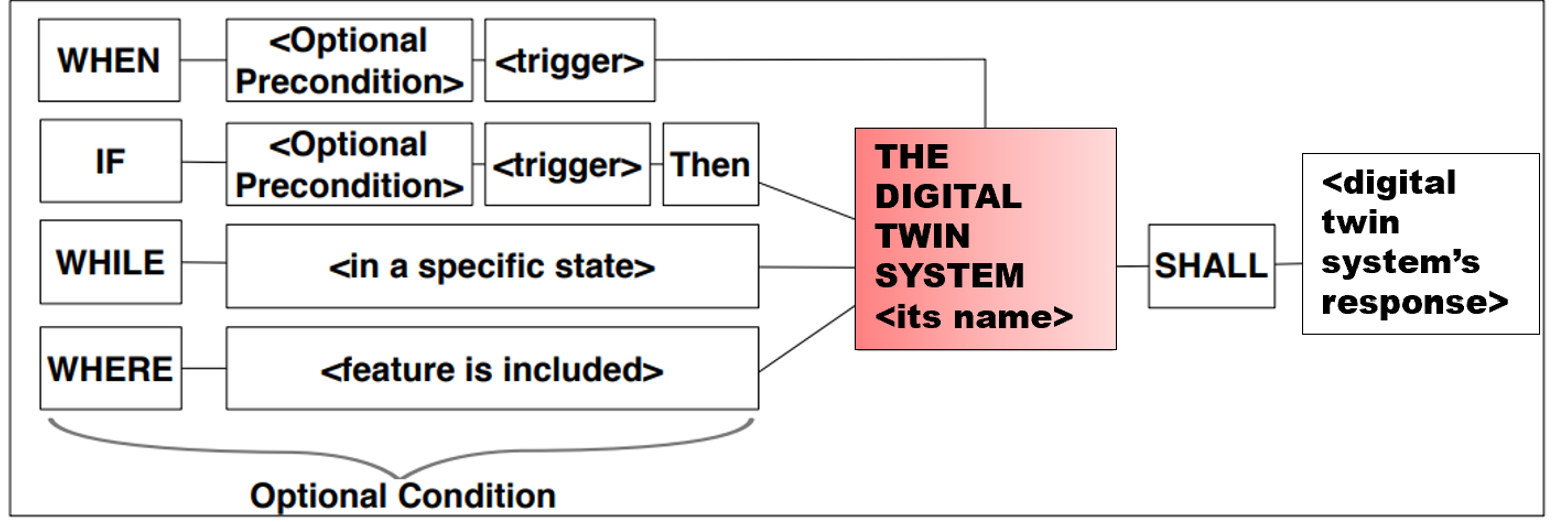 WHEN
<Optional
Precondition>
<trigger>
IF
<Optional
Precondition>
<trigger>
Then
WHILE
<in a specific state>
WHERE
<feature is included>
Optional Condition
THE
DIGITAL
TWIN
SYSTEM
<its name>
SHALL
<digital
twin
system’s
response>